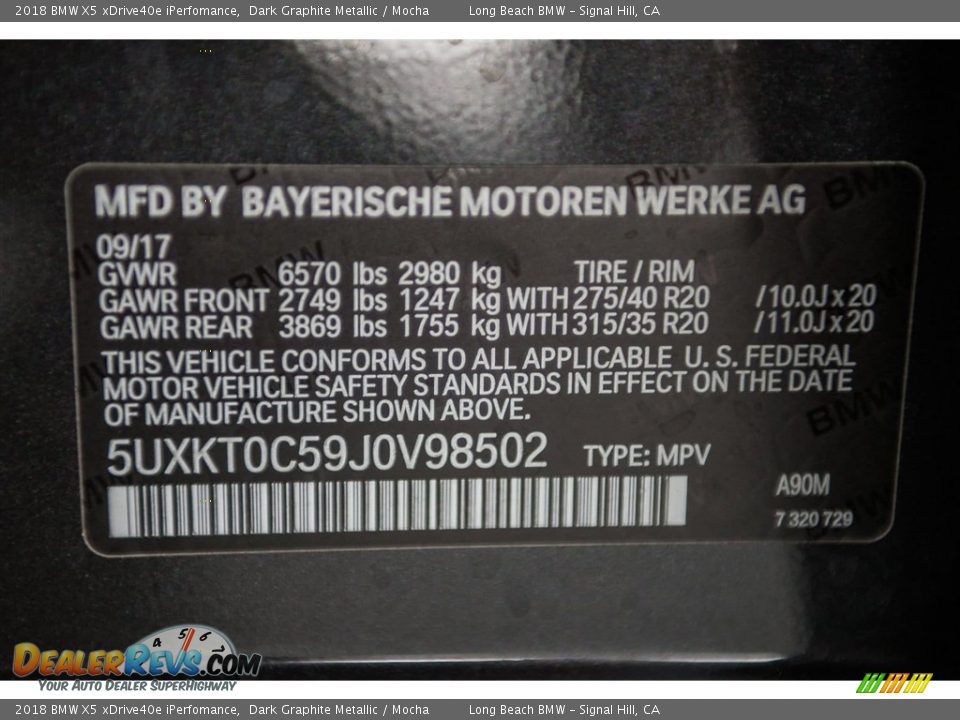 2018 BMW X5 xDrive40e iPerfomance, Dark Graphite Metallic / Mocha Long Beach BMW – Signal Hill, CA
MFD BY BAYERISCHE MOTOREN WERKE AG
09/17
GVWR 6570 lbs 2980 kg TIRE / RIM
GAWR FRONT 2749 lbs 1247 kg WITH 275/40 R20 /10.0J x 20
GAWR REAR 3869 lbs 1755 kg WITH 315/35 R20 /11.0J x 20
THIS VEHICLE CONFORMS TO ALL APPLICABLE U. S. FEDERAL
MOTOR VEHICLE SAFETY STANDARDS IN EFFECT ON THE DATE
OF MANUFACTURE SHOWN ABOVE.
5UXKT0C59J0V98502 TYPE: MPV
A90M
7 320 729
4 5 6
DEALERREVS.COM
YOUR AUTO DEALER SUPERHIGHWAY
2018 BMW X5 xDrive40e iPerfomance, Dark Graphite Metallic / Mocha Long Beach BMW – Signal Hill, CA